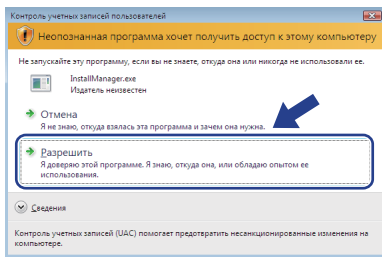 Контроль учетных записей пользователей
Неопознанная программа хочет получить доступ к этому компьютеру
Не запускайте эту программу, если вы не знаете, откуда она или никогда не использовали ее.
InstallManager.exe
Издатель неизвестен
Отмена
Я не знаю, откуда взялась эта программа и зачем она нужна.
Разрешить
Я доверяю этой программе. Я знаю, откуда она, или обладаю опытом ее
использования.
Сведения
Контроль учетных записей (UAC) помогает предотвратить несанкционированные изменения на
компьютере.